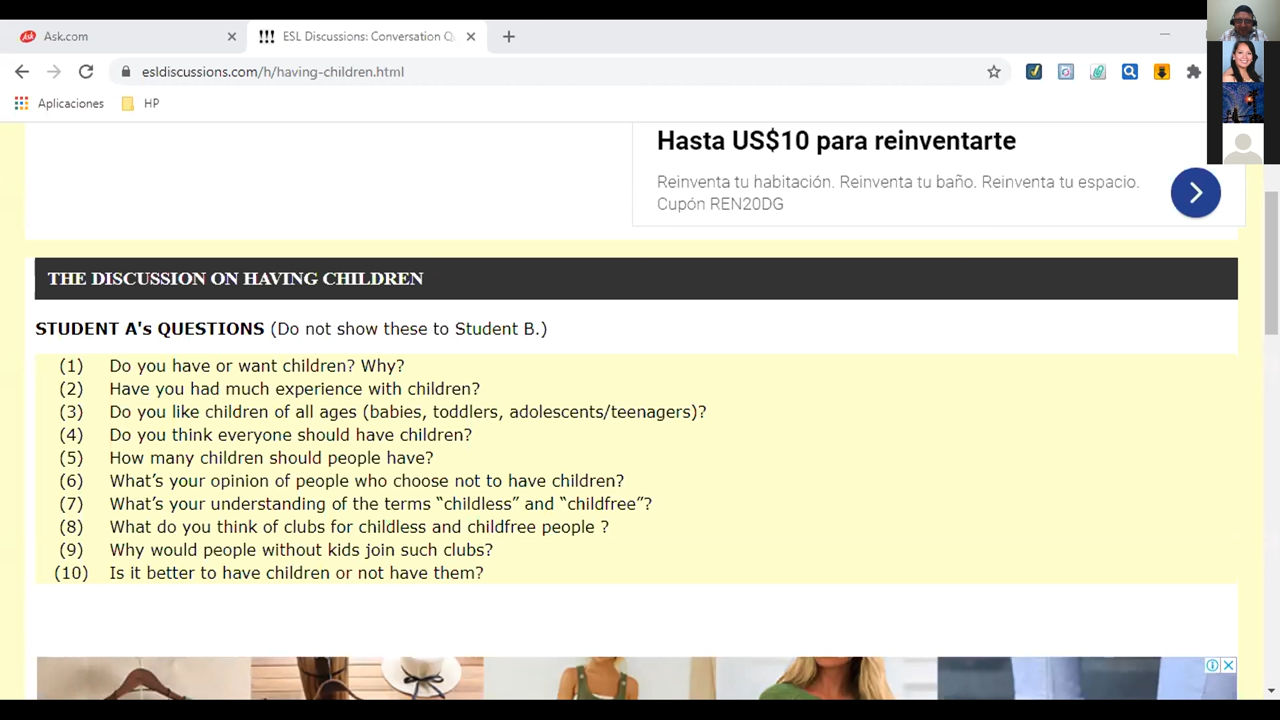 Ask.com
ESL Discussions: Conversation Q
esldiscussions.com/h/having-children.html
Aplicaciones
HP
Hasta US$10 para reinventarte
Reinventa tu habitación. Reinventa tu baño. Reinventa tu espacio.
Cupón REN20DG
THE DISCUSSION ON HAVING CHILDREN
STUDENT A's QUESTIONS (Do not show these to Student B.)
(1) Do you have or want children? Why?
(2) Have you had much experience with children?
(3) Do you like children of all ages (babies, toddlers, adolescents/teenagers)?
(4) Do you think everyone should have children?
(5) How many children should people have?
(6) What’s your opinion of people who choose not to have children?
(7) What’s your understanding of the terms “childless” and “childfree”?
(8) What do you think of clubs for childless and childfree people ?
(9) Why would people without kids join such clubs?
(10) Is it better to have children or not have them?